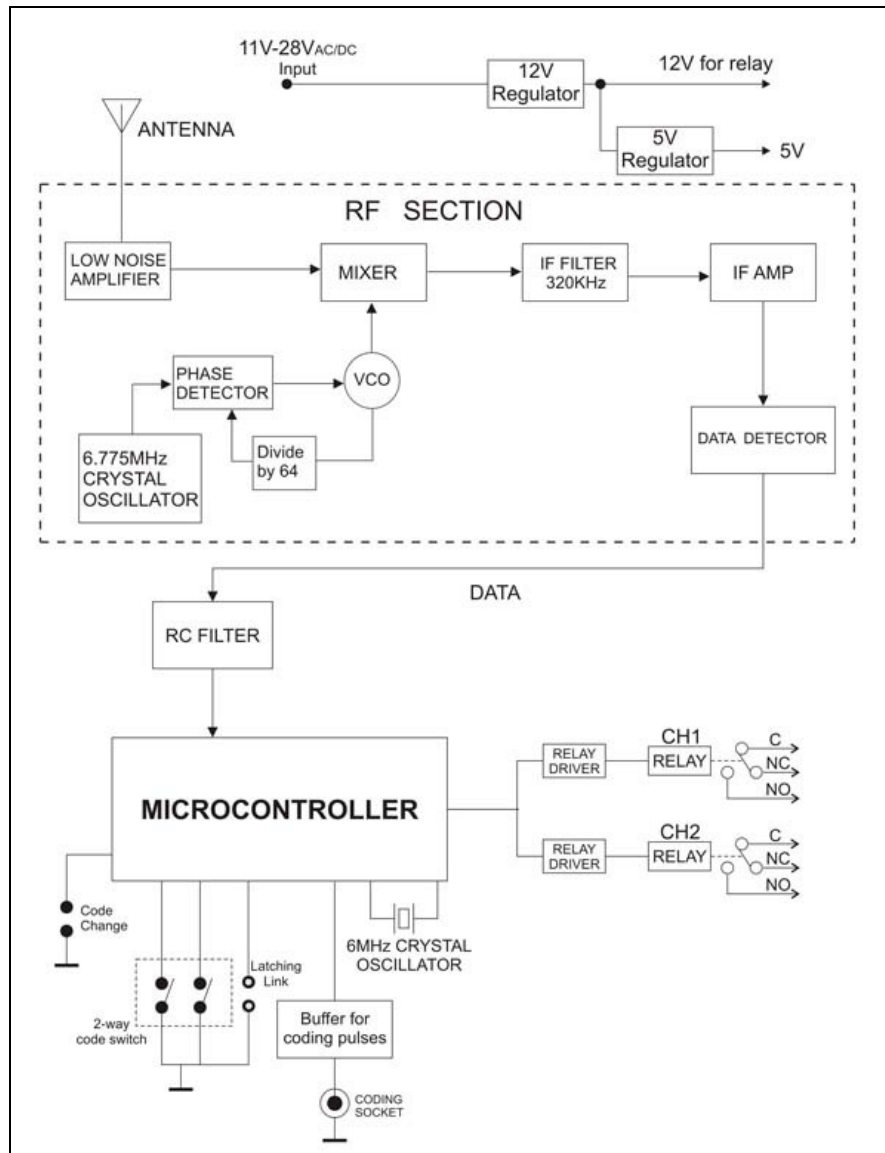 11V-28VAC/DC
Input
12V
Regulator
12V for relay
5V
Regulator
5V
ANTENNA
RF SECTION
LOW NOISE
AMPLIFIER
MIXER
IF FILTER
320KHz
IF AMP
PHASE
DETECTOR
VCO
Divide
by 64
6.775MHz
CRYSTAL
OSCILLATOR
DATA DETECTOR
DATA
RC FILTER
MICROCONTROLLER
RELAY
DRIVER
CH1
RELAY
C
NC
NO
RELAY
DRIVER
CH2
RELAY
C
NC
NO
Code
Change
2-way
code switch
Latching
Link
6MHz CRYSTAL
OSCILLATOR
Buffer for
coding pulses
CODING
SOCKET